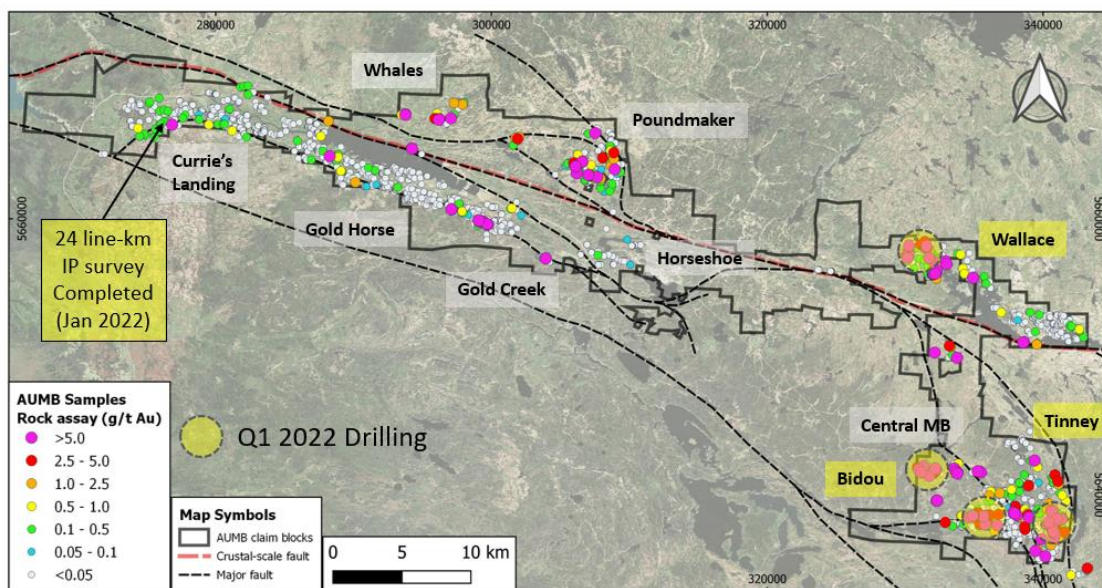 280000
300000
320000
340000
Whales
Poundmaker
Currie's
Landing
5660000
5660000
24 line-km
IP survey
Completed
(Jan 2022)
Gold Horse
Horseshoe
Wallace
Gold Creek
AUMB Samples
Rock assay (g/t Au)
>5.0
2.5 - 5.0
1.0 - 2.5
0.5 - 1.0
0.1 - 0.5
0.05 - 0.1
<0.05
Q1 2022 Drilling
Central MB
Tinney
Bidou
5640000
Map Symbols
AUMB claim blocks
Crustal-scale fault
Major fault
0 5 10 km
320000
340000